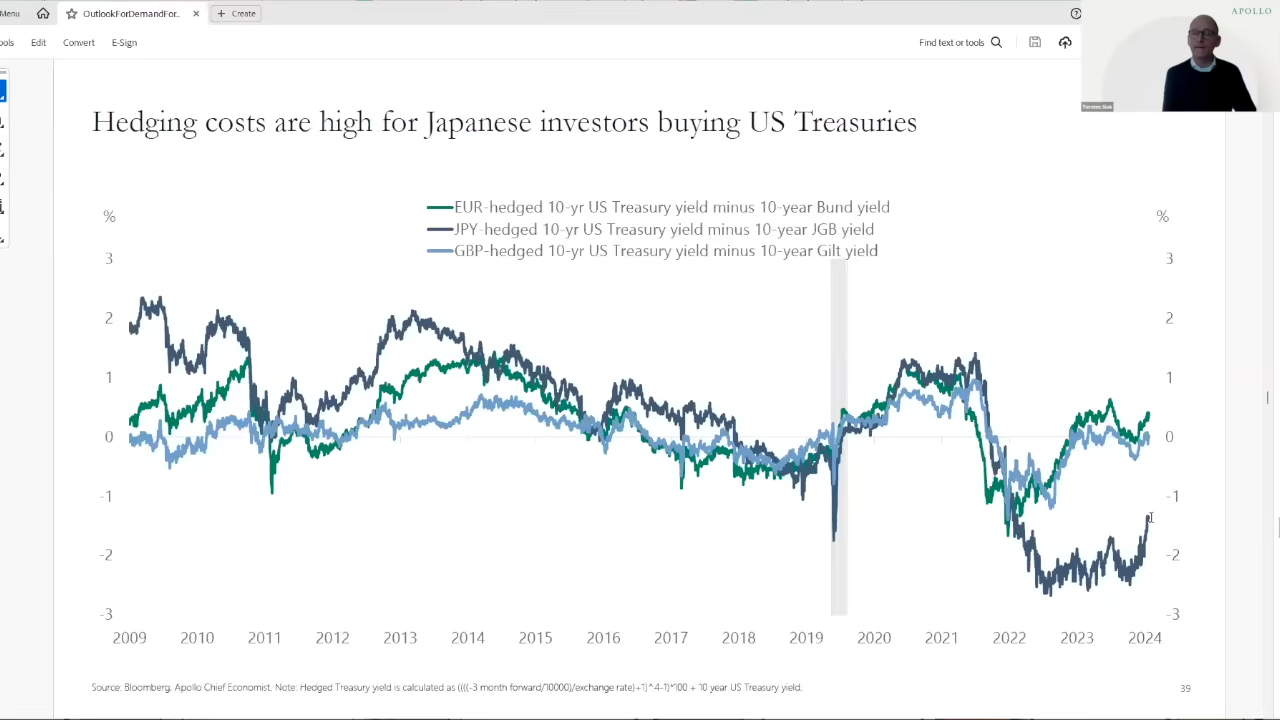 Menu
OutlookForDemandFor...
Create
APOLLO
ools
Edit
Convert
E-Sign
Find text or tools
Torsten Slok
Hedging costs are high for Japanese investors buying US Treasuries
EUR-hedged 10-yr US Treasury yield minus 10-year Bund yield
JPY-hedged 10-yr US Treasury yield minus 10-year JGB yield
GBP-hedged 10-yr US Treasury yield minus 10-year Gilt yield
% %
3 3
2 2
1 1
0 0
-1 -1
-2 -2
-3 -3
2009 2010 2011 2012 2013 2014 2015 2016 2017 2018 2019 2020 2021 2022 2023 2024
Source: Bloomberg, Apollo Chief Economist. Note: Hedged Treasury yield is calculated as ((((-3 month forward/10000)/exchange rate)+1)^4-1)*100 + 10 year US Treasury yield.
39